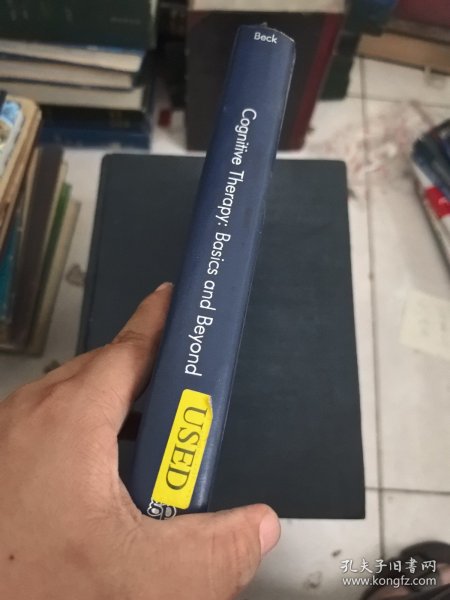 Beck
Cognitive Therapy: Basics and Beyond
USED
孔夫子旧书网
www.kongfz.com